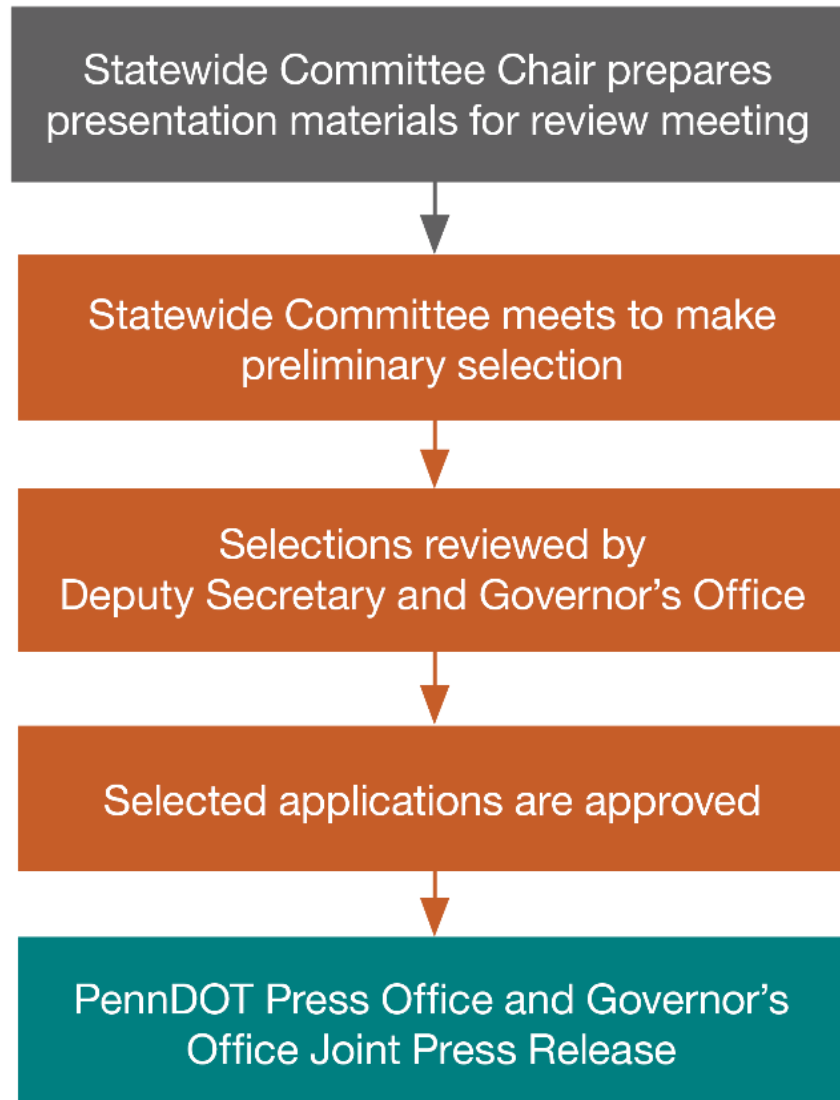 Statewide Committee Chair prepares
presentation materials for review meeting
Statewide Committee meets to make
preliminary selection
Selections reviewed by
Deputy Secretary and Governor’s Office
Selected applications are approved
PennDOT Press Office and Governor’s
Office Joint Press Release